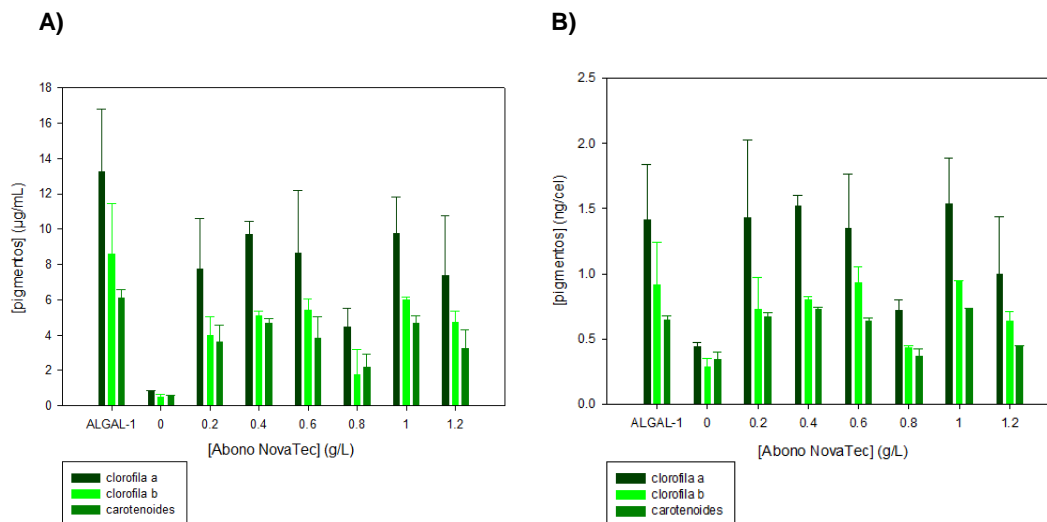 A)
18
16
14
12
10
8
6
4
2
0
[pigmentos] (µg/mL)
ALGAL-1 0 0.2 0.4 0.6 0.8 1 1.2
[Abono NovaTec] (g/L)
clorofila a
clorofila b
carotenoides
B)
2.5
2.0
1.5
1.0
0.5
0.0
[pigmentos] (ng/cel)
ALGAL-1 0 0.2 0.4 0.6 0.8 1 1.2
[Abono NovaTec] (g/L)
clorofila a
clorofila b
carotenoides